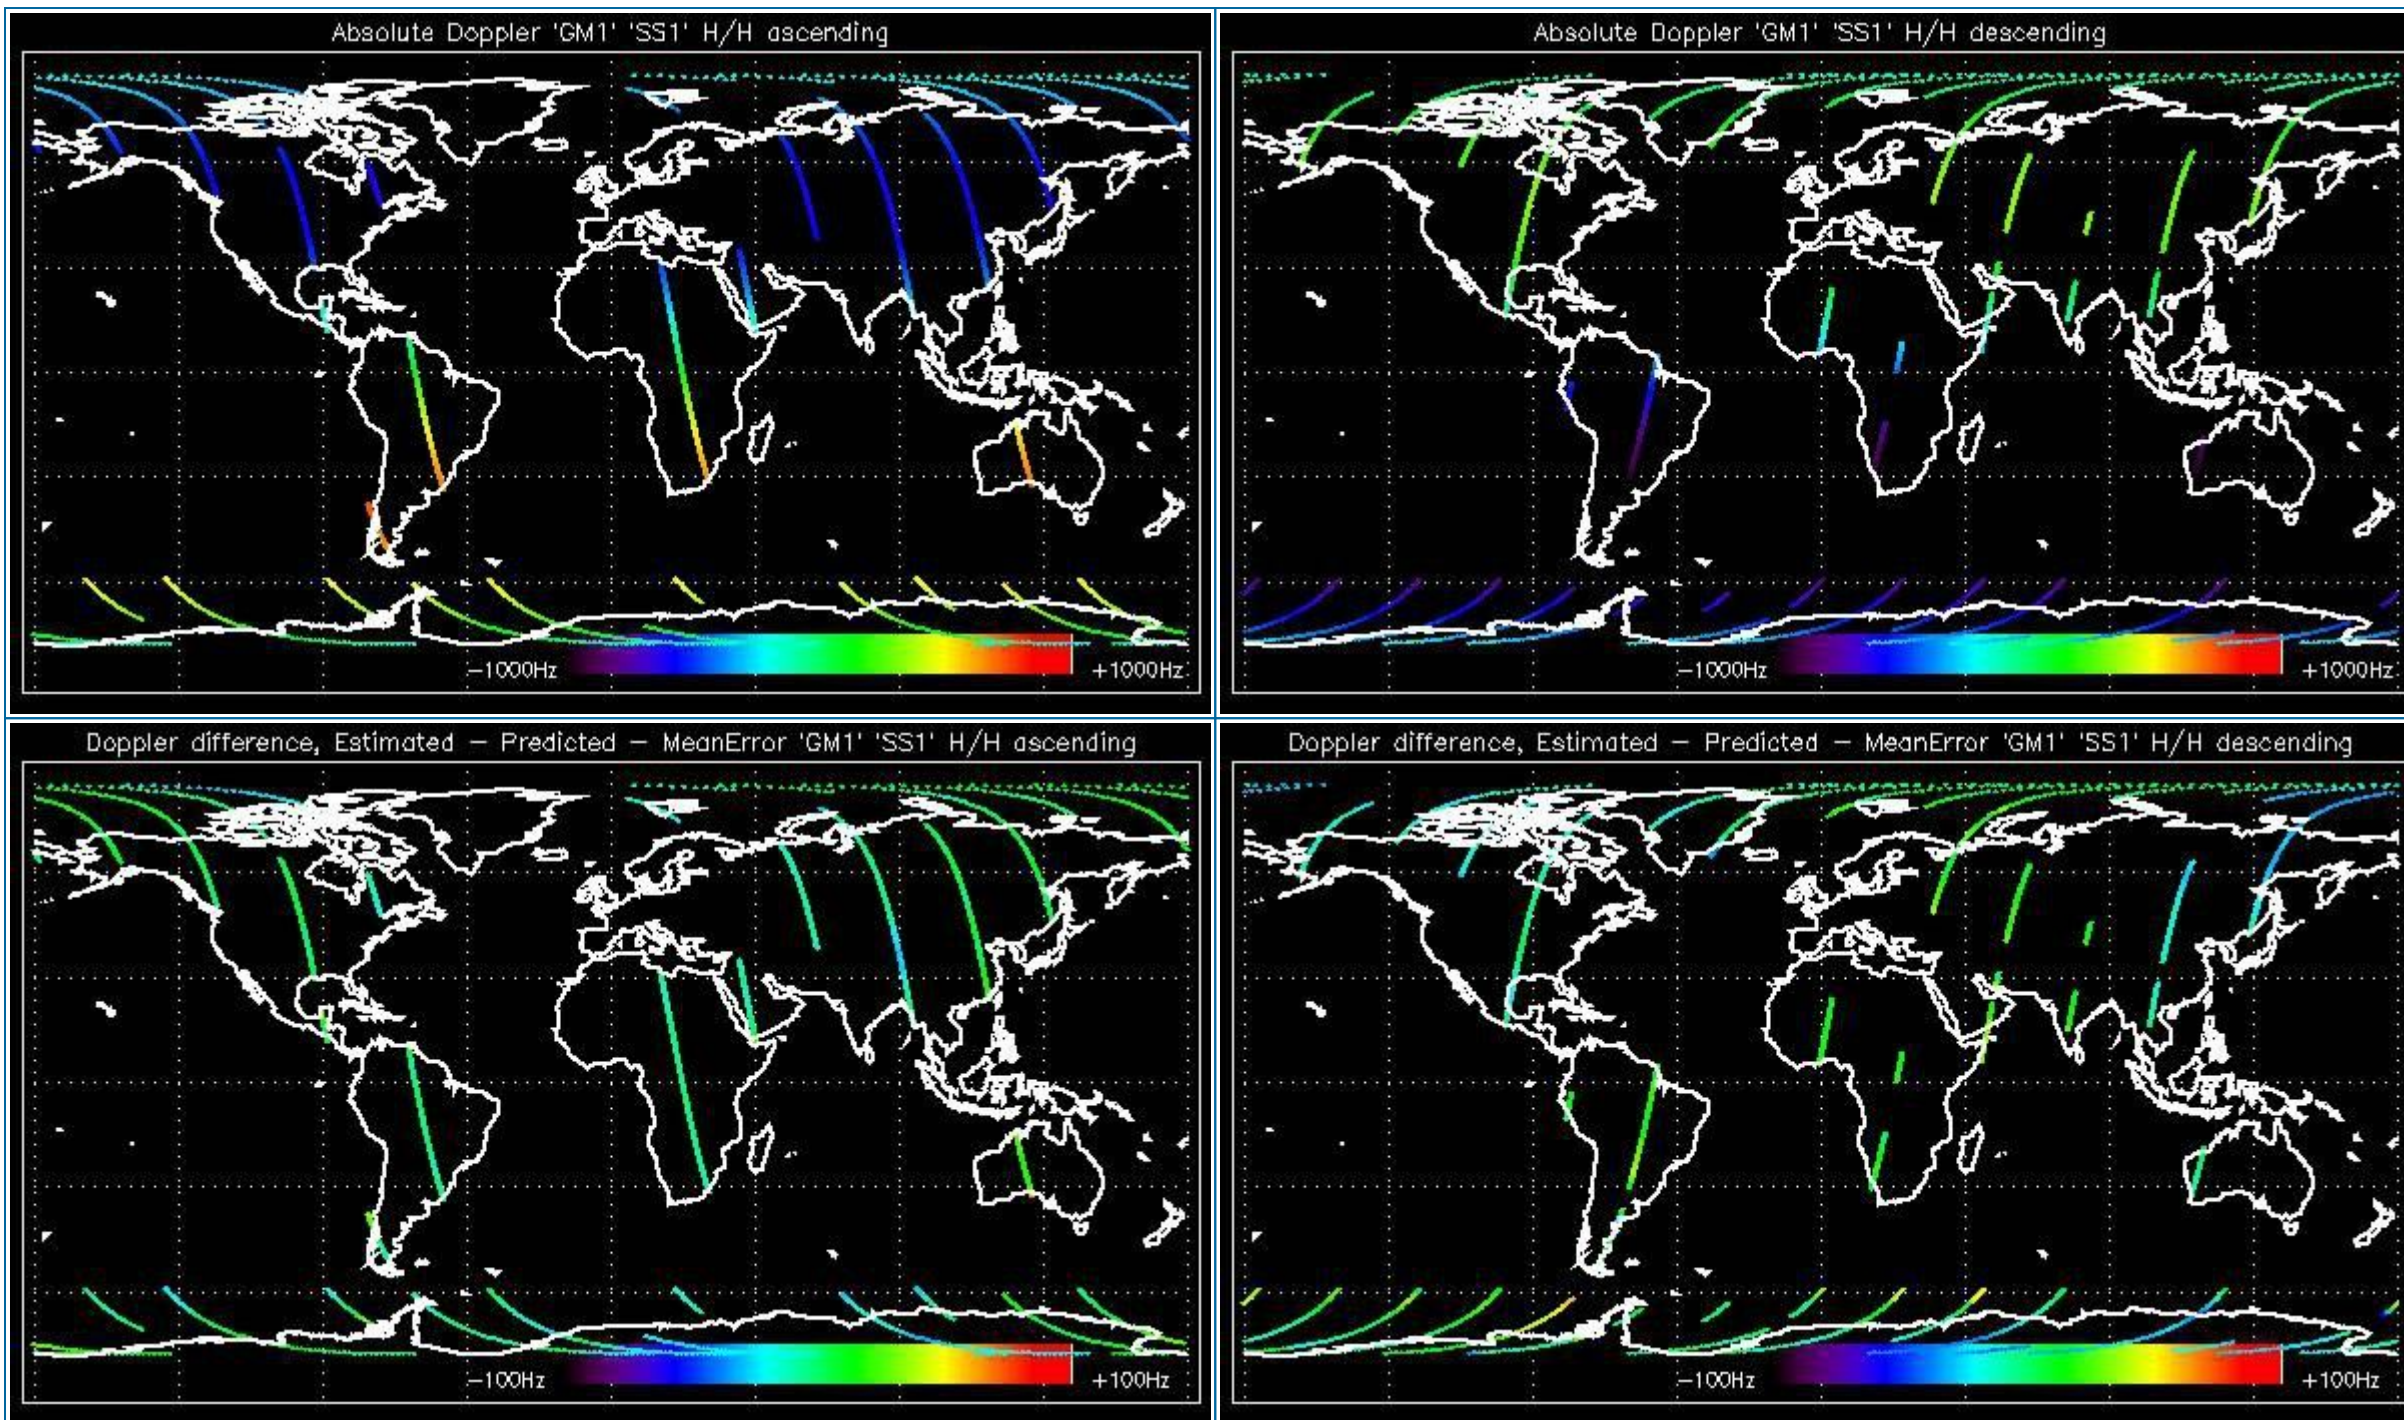 Absolute Doppler 'GM1' 'SS1' H/H ascending
−1000Hz
+1000Hz
Absolute Doppler 'GM1' 'SS1' H/H descending
−1000Hz
+1000Hz
Doppler difference, Estimated − Predicted − MeanError 'GM1' 'SS1' H/H ascending
−100Hz
+100Hz
Doppler difference, Estimated − Predicted − MeanError 'GM1' 'SS1' H/H descending
−100Hz
+100Hz